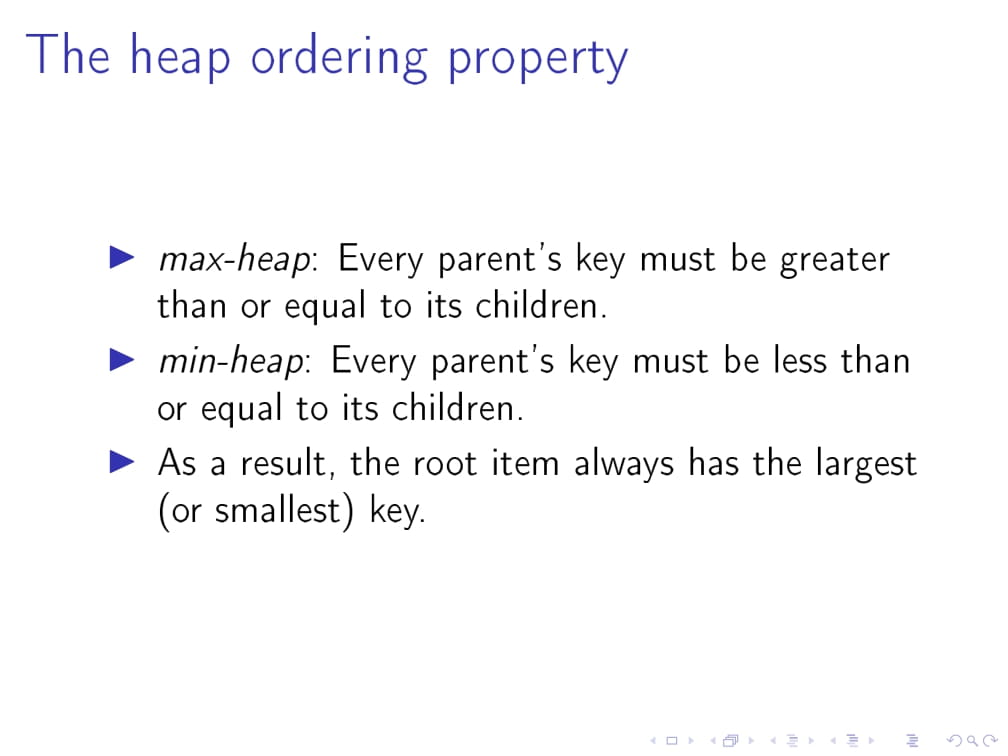 The heap ordering property
max-heap: Every parent's key must be greater
than or equal to its children.
min-heap: Every parent's key must be less than
or equal to its children.
As a result, the root item always has the largest
(or smallest) key.